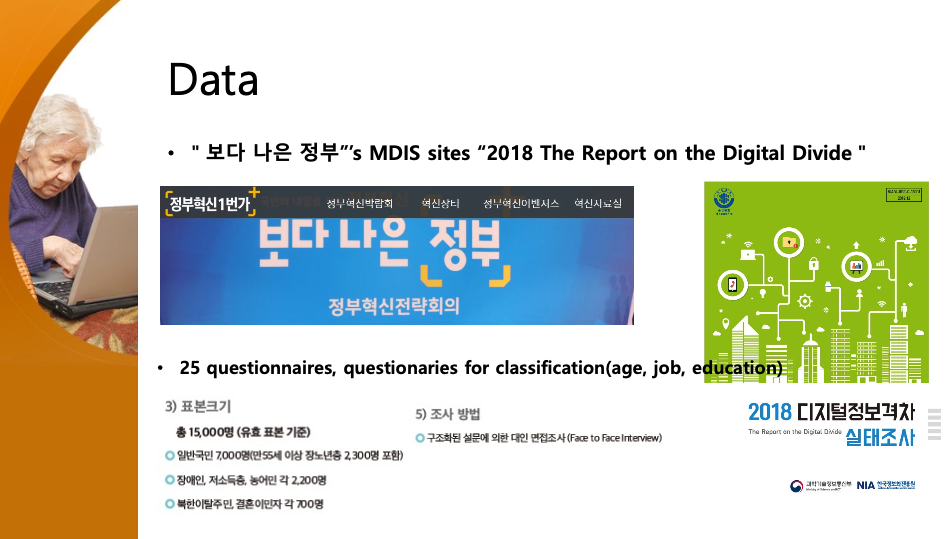 Data
• " 보다 나은 정부”’s MDIS sites “2018 The Report on the Digital Divide "
정부혁신1번가
정부혁신박람회 혁신장터 정부혁신이벤시스 혁신자료실
보다 나은 정부
정부혁신전략회의
• 25 questionnaires, questionaries for classification(age, job, education)
3) 표본크기
총 15,000명 (유효 표본 기준)
일반국민 7,000명(만55세 이상 장노년층 2,300명 포함)
장애인, 저소득층, 농어민 각 2,200명
북한이탈주민, 결혼이민자 각 700명
5) 조사 방법
구조화된 설문에 의한 대인 면접조사 (Face to Face Interview)
2018 디지털정보격차
The Report on the Digital Divide 실태조사
과학기술정보통신부 NIA 한국정보화진흥원